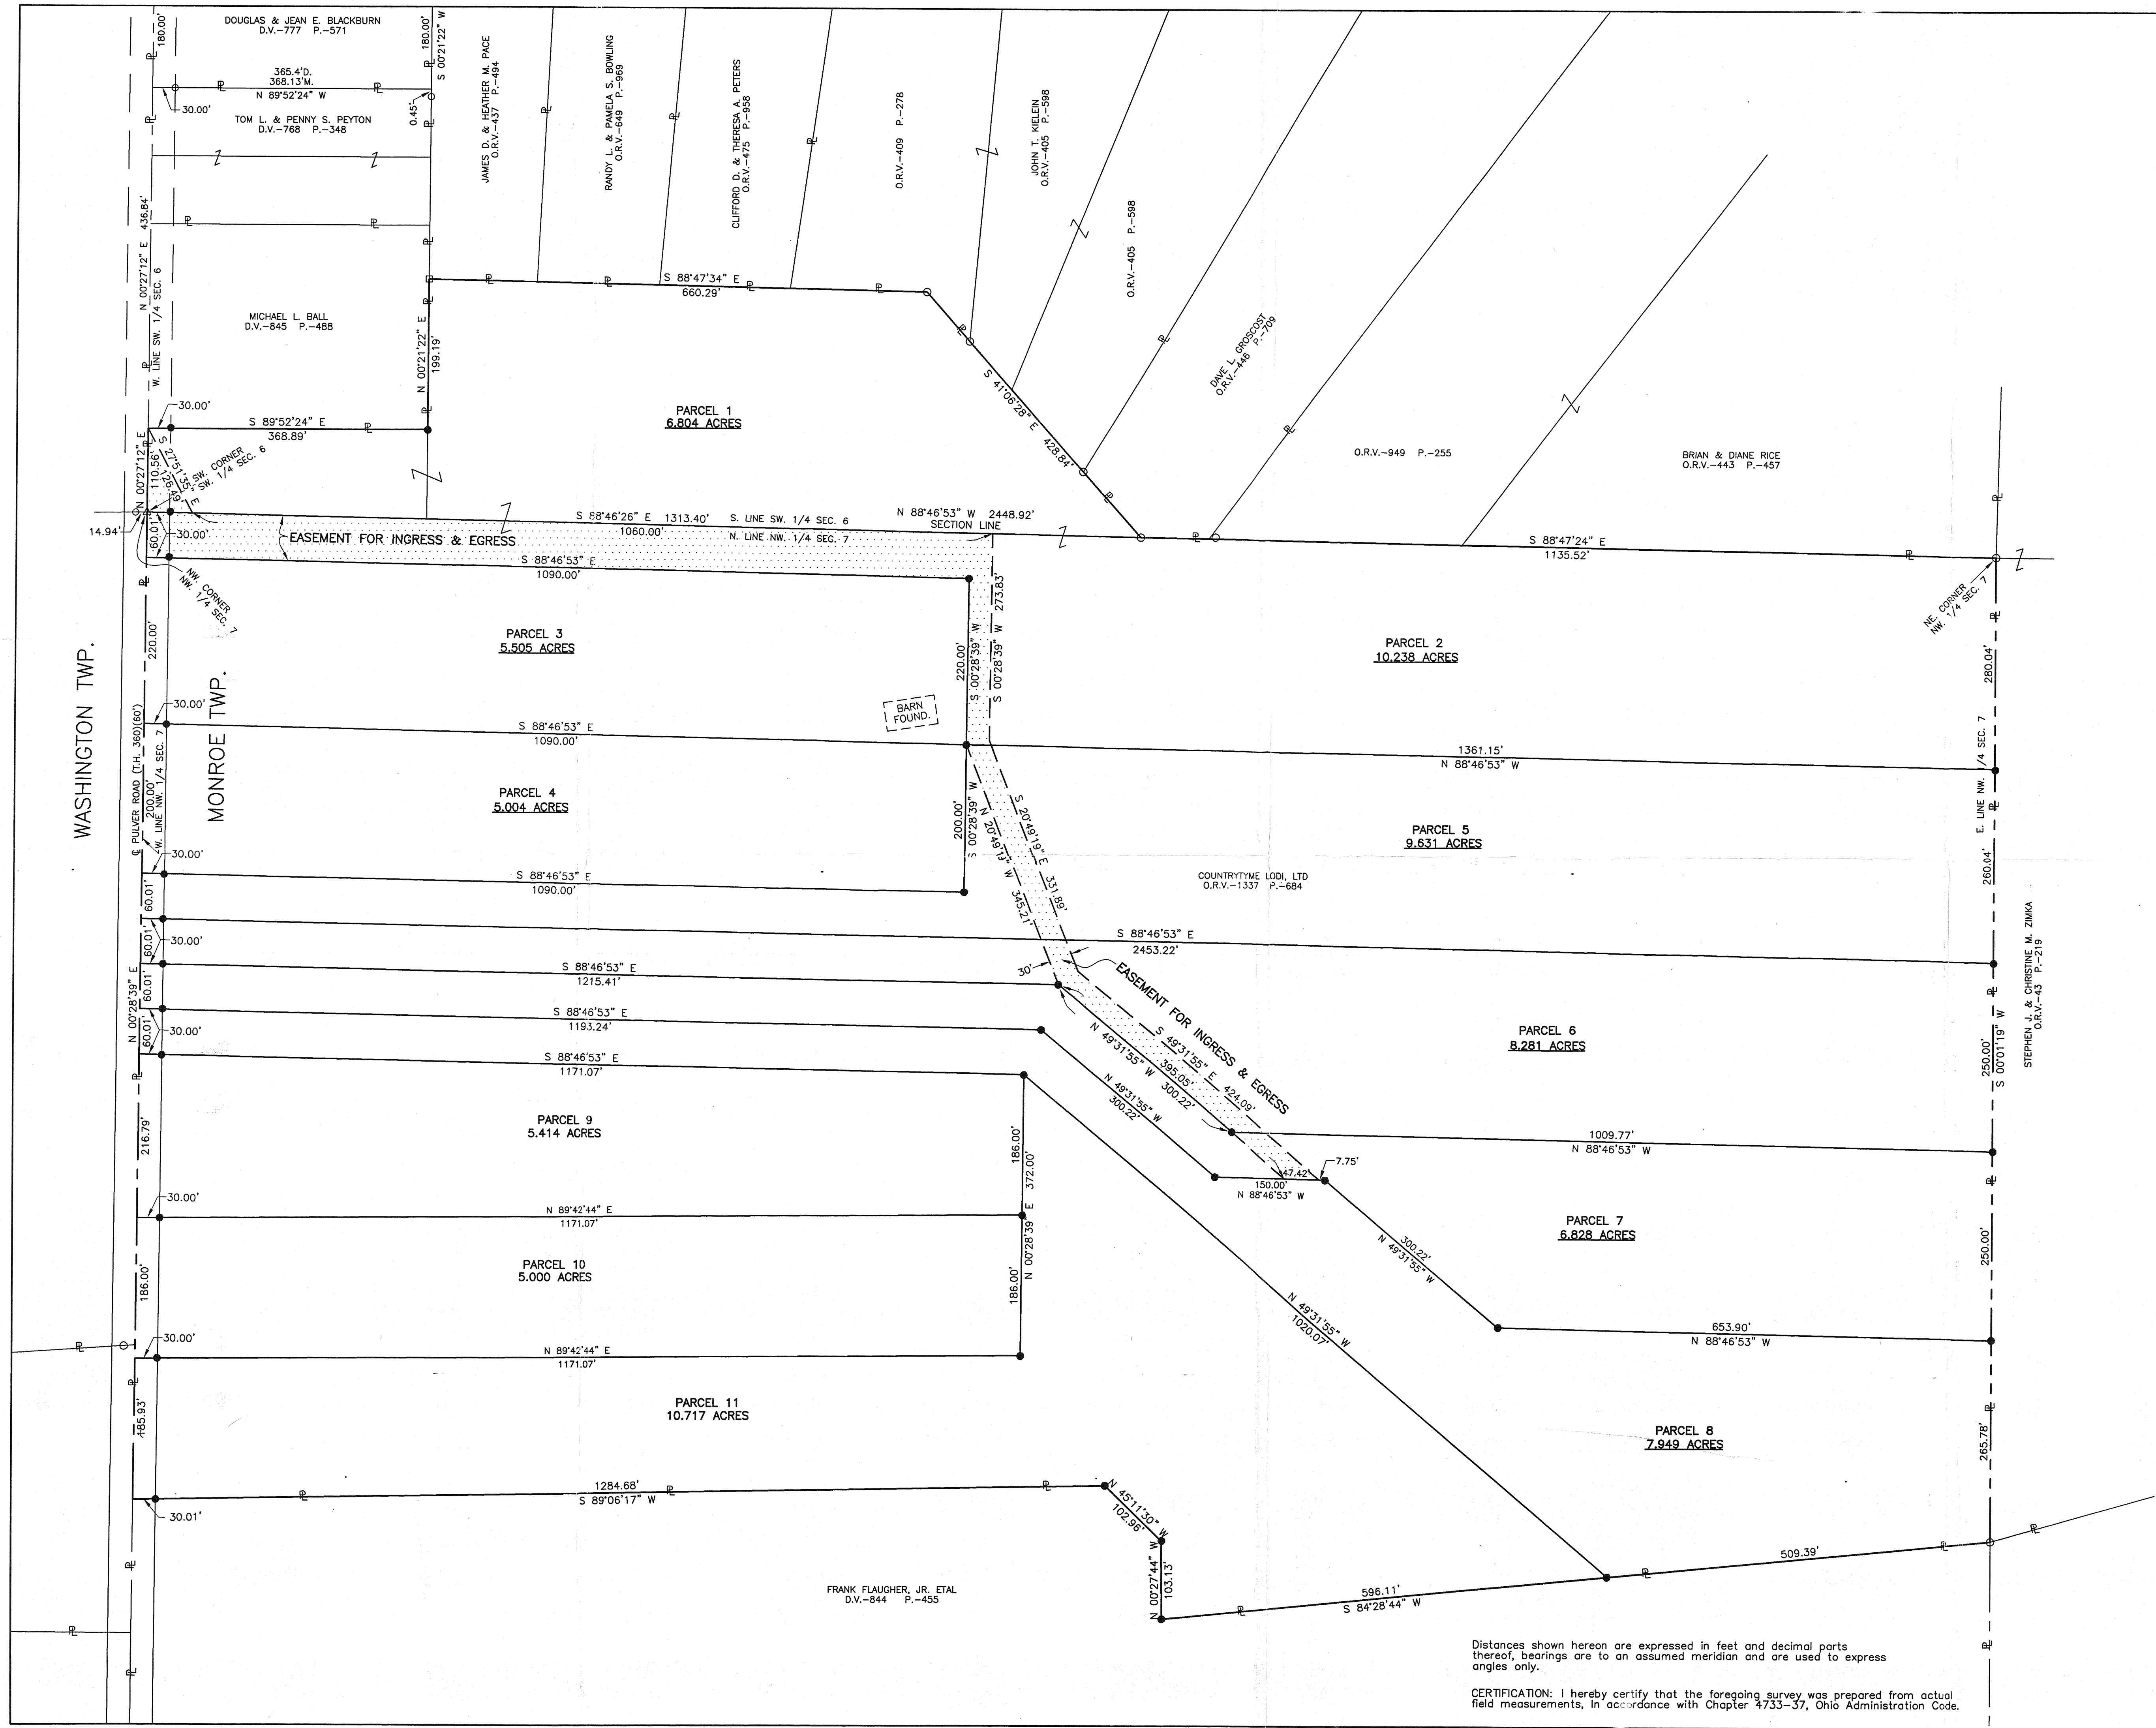 180.00'
DOUGLAS & JEAN E. BLACKBURN
D.V.-777 P.-571
180.00'
S 00°21'22" W
365.4'D.
368.13'M.
N 89°52'24" W
30.00'
TOM L. & PENNY S. PEYTON
D.V.-768 P.-348
0.45'
JAMES D. & HEATHER M. PACE
O.R.V.-437 P.-494
RANDY L. & PAMELA S. BOWLING
O.R.V.-649 P.-969
CLIFFORD D. & THERESA A. PETERS
O.R.V.-475 P.-958
O.R.V.-409 P.-278
JOHN T. KIELEIN
O.R.V.-405 P.-598
O.R.V.-405 P.-598
DAVE L. GROSCOST
O.R.V.-446 P.-709
O.R.V.-949 P.-255
BRIAN & DIANE RICE
O.R.V.-443 P.-457
N 00°27'12" E 436.84'
W. LINE SW. 1/4 SEC. 6
MICHAEL L. BALL
D.V.-845 P.-488
N 00°21'22" E
199.19'
S 88°47'34" E
660.29'
S 41°06'28" E 428.84'
PARCEL 1
6.804 ACRES
30.00'
S 89°52'24" E
368.89'
N 00°27'12" E
110.56'
S 27°51'35" E
126.49'
SW. CORNER
SW. 1/4 SEC. 6
14.94'
60.01'
30.00'
EASEMENT FOR INGRESS & EGRESS
S 88°46'26" E 1313.40' S. LINE SW. 1/4 SEC. 6
1060.00' N. LINE NW. 1/4 SEC. 7
N 88°46'53" W 2448.92'
SECTION LINE
S 88°47'24" E
1135.52'
S 88°46'53" E
1090.00'
NW. CORNER
NW. 1/4 SEC. 7
NE. CORNER
NW. 1/4 SEC. 7
WASHINGTON TWP.
MONROE TWP.
220.00'
PARCEL 3
5.505 ACRES
220.00'
S 00°28'39" W
S 00°28'39" W 273.83'
PARCEL 2
10.238 ACRES
280.04'
BARN
FOUND.
30.00'
S 88°46'53" E
1090.00'
1361.15'
N 88°46'53" W
℄ PULVER ROAD (T.H. 360)(60')
200.00'
W. LINE NW. 1/4 SEC. 7
PARCEL 4
5.004 ACRES
200.00'
S 00°28'39" W
N 20°49'13" W 345.21'
S 20°49'19" E 331.89'
PARCEL 5
9.631 ACRES
E. LINE NW. 1/4 SEC. 7
260.04'
COUNTRYTYME LODI, LTD
O.R.V.-1337 P.-684
30.00'
S 88°46'53" E
1090.00'
60.01'
S 88°46'53" E
2453.22'
60.01'
30.00'
S 88°46'53" E
1215.41'
30'
EASEMENT FOR INGRESS & EGRESS
STEPHEN J. & CHRISTINE M. ZIMKA
O.R.V.-43 P.-219
N 00°28'39" E
60.01'
S 88°46'53" E
1193.24'
60.01'
30.00'
N 49°31'55" W 300.22'
395.05'
S 49°31'55" E 424.09'
N 49°31'55" W
300.22'
PARCEL 6
8.281 ACRES
250.00'
S 00°01'19" W
S 88°46'53" E
1171.07'
216.79'
PARCEL 9
5.414 ACRES
186.00'
N 00°28'39" E 372.00'
1009.77'
N 88°46'53" W
47.42'
7.75'
150.00'
N 88°46'53" W
30.00'
N 89°42'44" E
1171.07'
PARCEL 7
6.828 ACRES
250.00'
300.22'
N 49°31'55" W
186.00'
PARCEL 10
5.000 ACRES
186.00'
N 49°31'55" W
1020.07'
653.90'
N 88°46'53" W
30.00'
N 89°42'44" E
1171.07'
185.93'
PARCEL 11
10.717 ACRES
PARCEL 8
7.949 ACRES
265.78'
1284.68'
S 89°06'17" W
30.01'
N 45°11'30" W
102.96'
N 00°27'44" W
103.13'
509.39'
596.11'
S 84°28'44" W
FRANK FLAUGHER, JR. ETAL
D.V.-844 P.-455
Distances shown hereon are expressed in feet and decimal parts
thereof, bearings are to an assumed meridian and are used to express
angles only.
CERTIFICATION: I hereby certify that the foregoing survey was prepared from actual
field measurements, In accordance with Chapter 4733-37, Ohio Administration Code.